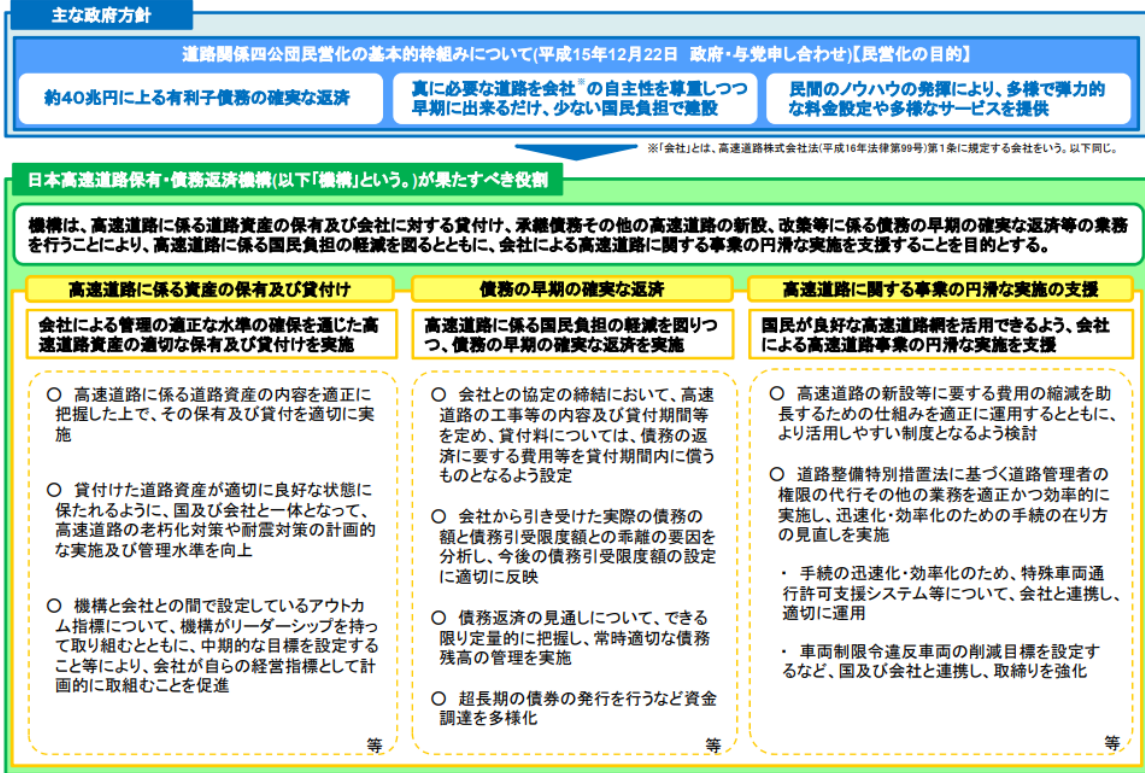 主な政府方針
道路関係四公団民営化の基本的枠組みについて(平成15年12月22日　政府・与党申し合わせ)【民営化の目的】
約40兆円に上る有利子債務の確実な返済
真に必要な道路を会社※の自主性を尊重しつつ
早期に出来るだけ、少ない国民負担で建設
民間のノウハウの発揮により、多様で弾力的
な料金設定や多様なサービスを提供
※「会社」とは、高速道路株式会社法(平成16年法律第99号)第1条に規定する会社をいう。以下同じ。
日本高速道路保有・債務返済機構(以下「機構」という。)が果たすべき役割
機構は、高速道路に係る道路資産の保有及び会社に対する貸付け、承継債務その他の高速道路の新設、改築等に係る債務の早期の確実な返済等の業務
を行うことにより、高速道路に係る国民負担の軽減を図るとともに、会社による高速道路に関する事業の円滑な実施を支援することを目的とする。
高速道路に係る資産の保有及び貸付け
会社による管理の適正な水準の確保を通じた高
速道路資産の適切な保有及び貸付けを実施
○　高速道路に係る道路資産の内容を適正に
把握した上で、その保有及び貸付を適切に実
施
○　貸付けた道路資産が適切に良好な状態に
保たれるように、国及び会社と一体となって、
高速道路の老朽化対策や耐震対策の計画的
な実施及び管理水準を向上
○　機構と会社との間で設定しているアウトカ
ム指標について、機構がリーダーシップを持っ
て取り組むとともに、中期的な目標を設定する
こと等により、会社が自らの経営指標として計
画的に取組むことを促進
等
債務の早期の確実な返済
高速道路に係る国民負担の軽減を図りつ
つ、債務の早期の確実な返済を実施
○　会社との協定の締結において、高速
道路の工事等の内容及び貸付期間等
を定め、貸付料については、債務の返
済に要する費用等を貸付期間内に償う
ものとなるよう設定
○　会社から引き受けた実際の債務の
額と債務引受限度額との乖離の要因を
分析し、今後の債務引受限度額の設定
に適切に反映
○　債務返済の見通しについて、できる
限り定量的に把握し、常時適切な債務
残高の管理を実施
○　超長期の債券の発行を行うなど資金
調達を多様化
等
高速道路に関する事業の円滑な実施の支援
国民が良好な高速道路網を活用できるよう、会社
による高速道路事業の円滑な実施を支援
○　高速道路の新設等に要する費用の縮減を助
長するための仕組みを適正に運用するとともに、
より活用しやすい制度となるよう検討
○　道路整備特別措置法に基づく道路管理者の
権限の代行その他の業務を適正かつ効率的に
実施し、迅速化・効率化のための手続の在り方
の見直しを実施
・　手続の迅速化・効率化のため、特殊車両通
行許可支援システム等について、会社と連携し、
適切に運用
・　車両制限令違反車両の削減目標を設定す
るなど、国及び会社と連携し、取締りを強化
等